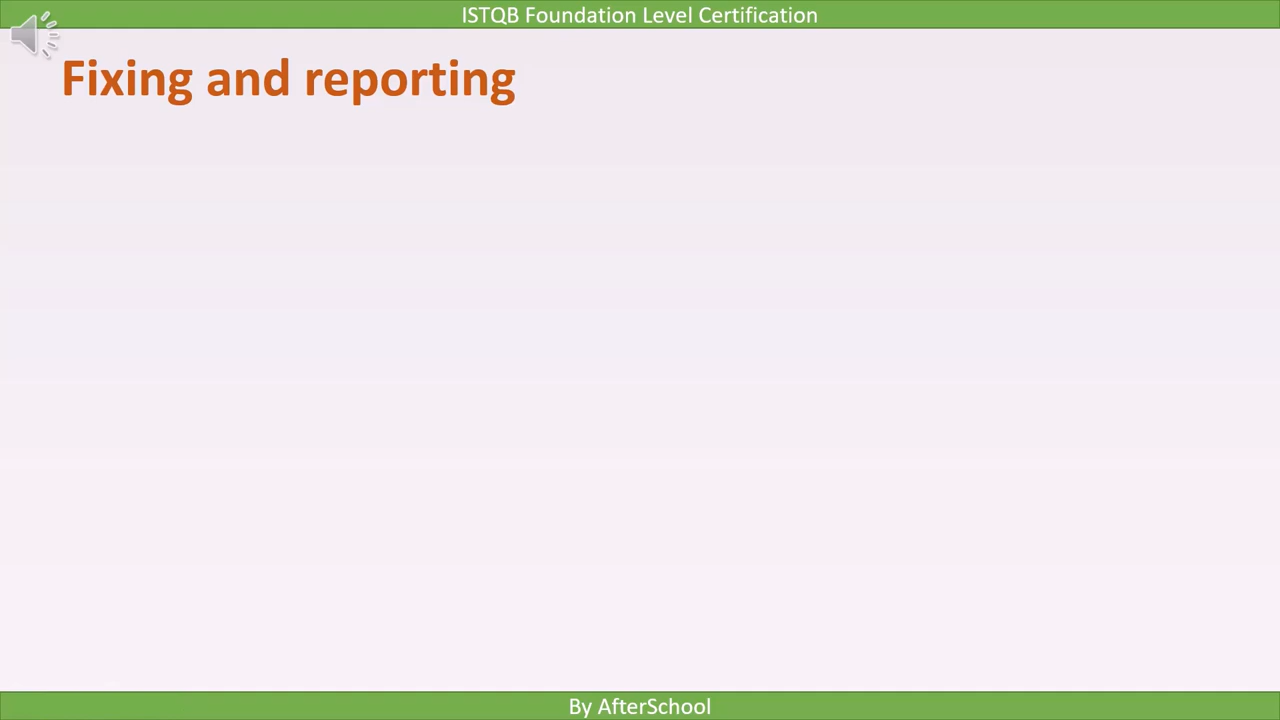 ISTQB Foundation Level Certification
Fixing and reporting
By AfterSchool